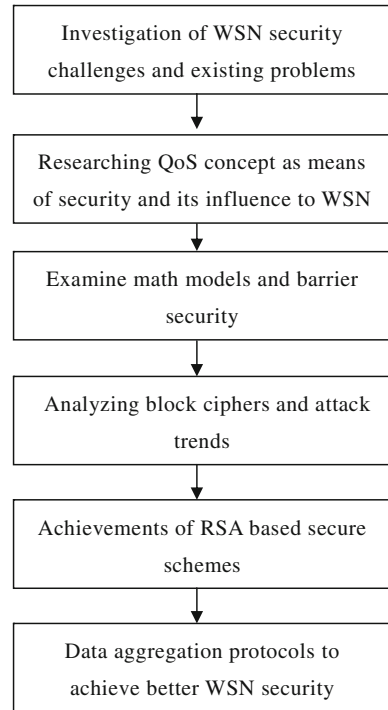 Investigation of WSN security
challenges and existing problems
Researching QoS concept as means
of security and its influence to WSN
Examine math models and barrier
security
Analyzing block ciphers and attack
trends
Achievements of RSA based secure
schemes
Data aggregation protocols to
achieve better WSN security